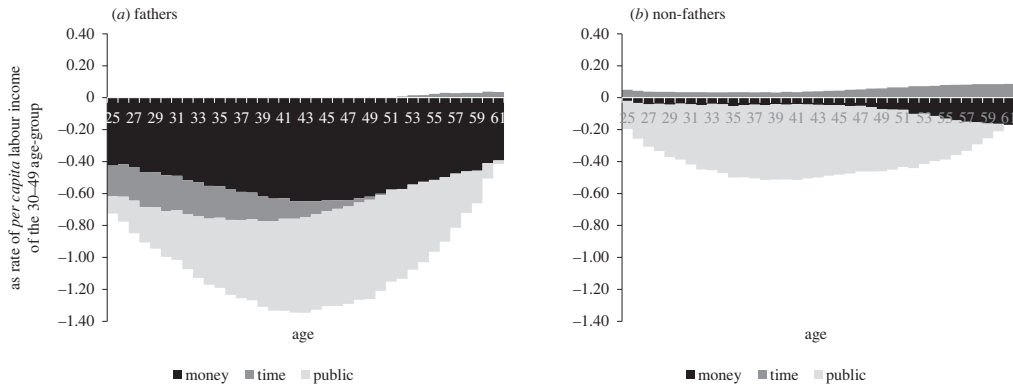 (a) fathers
0.40
0.20
0
–0.20
–0.40
–0.60
–0.80
–1.00
–1.20
–1.40
25 27 29 31 33 35 37 39 41 43 45 47 49 51 53 55 57 59 61
as rate of per capita labour income
of the 30–49 age-group
age
money time public
(b) non-fathers
0.40
0.20
0
–0.20
–0.40
–0.60
–0.80
–1.00
–1.20
–1.40
25 27 29 31 33 35 37 39 41 43 45 47 49 51 53 55 57 59 61
age
money time public